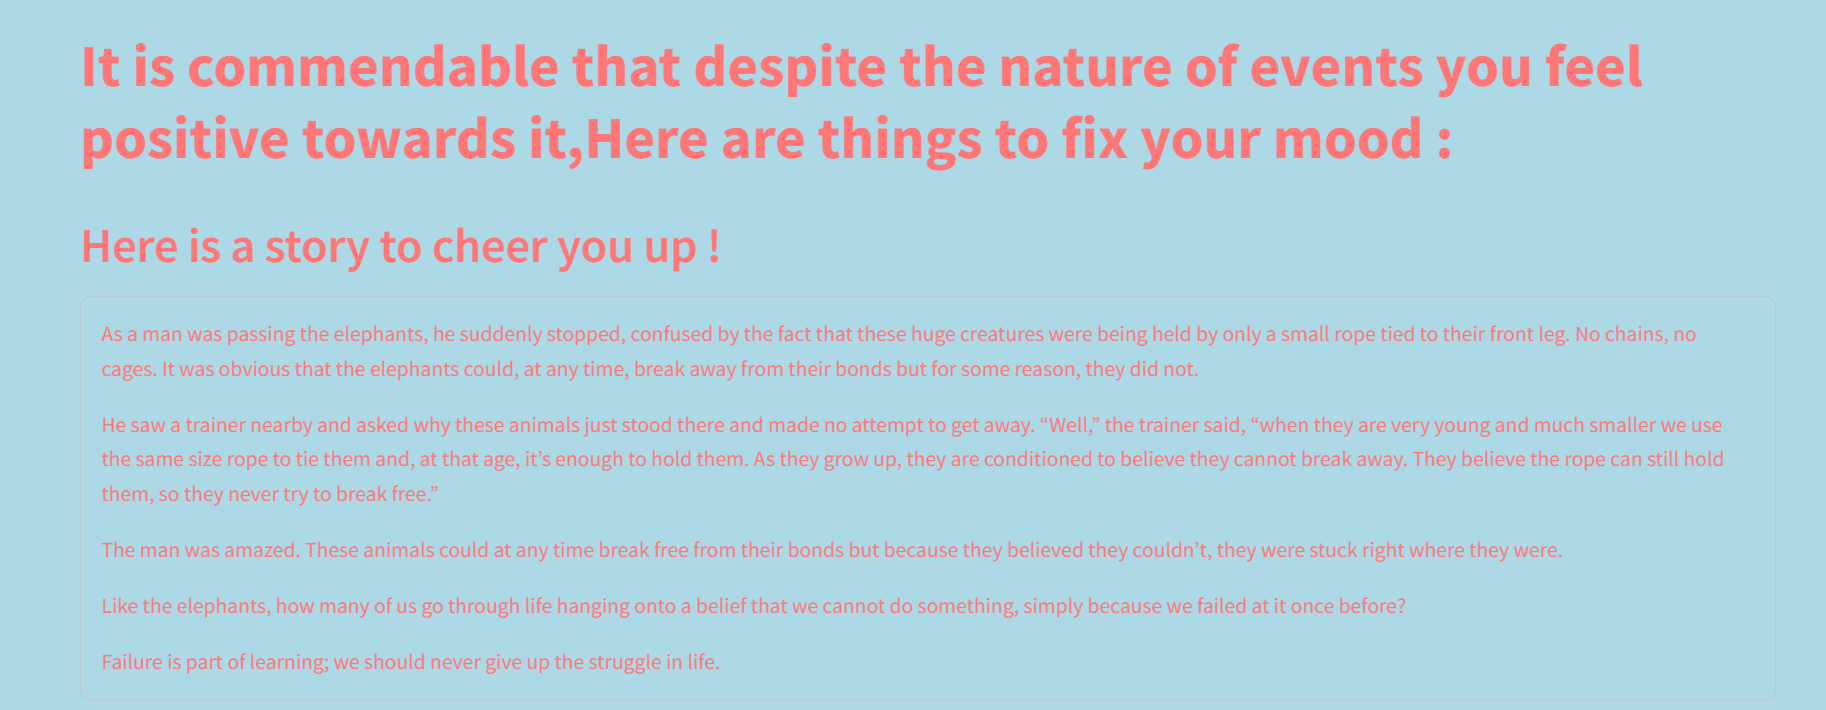 It is commendable that despite the nature of events you feel
positive towards it,Here are things to fix your mood :
Here is a story to cheer you up !
As a man was passing the elephants, he suddenly stopped, confused by the fact that these huge creatures were being held by only a small rope tied to their front leg. No chains, no
cages. It was obvious that the elephants could, at any time, break away from their bonds but for some reason, they did not.
He saw a trainer nearby and asked why these animals just stood there and made no attempt to get away. “Well,” the trainer said, “when they are very young and much smaller we use
the same size rope to tie them and, at that age, it’s enough to hold them. As they grow up, they are conditioned to believe they cannot break away. They believe the rope can still hold
them, so they never try to break free.”
The man was amazed. These animals could at any time break free from their bonds but because they believed they couldn’t, they were stuck right where they were.
Like the elephants, how many of us go through life hanging onto a belief that we cannot do something, simply because we failed at it once before?
Failure is part of learning; we should never give up the struggle in life.